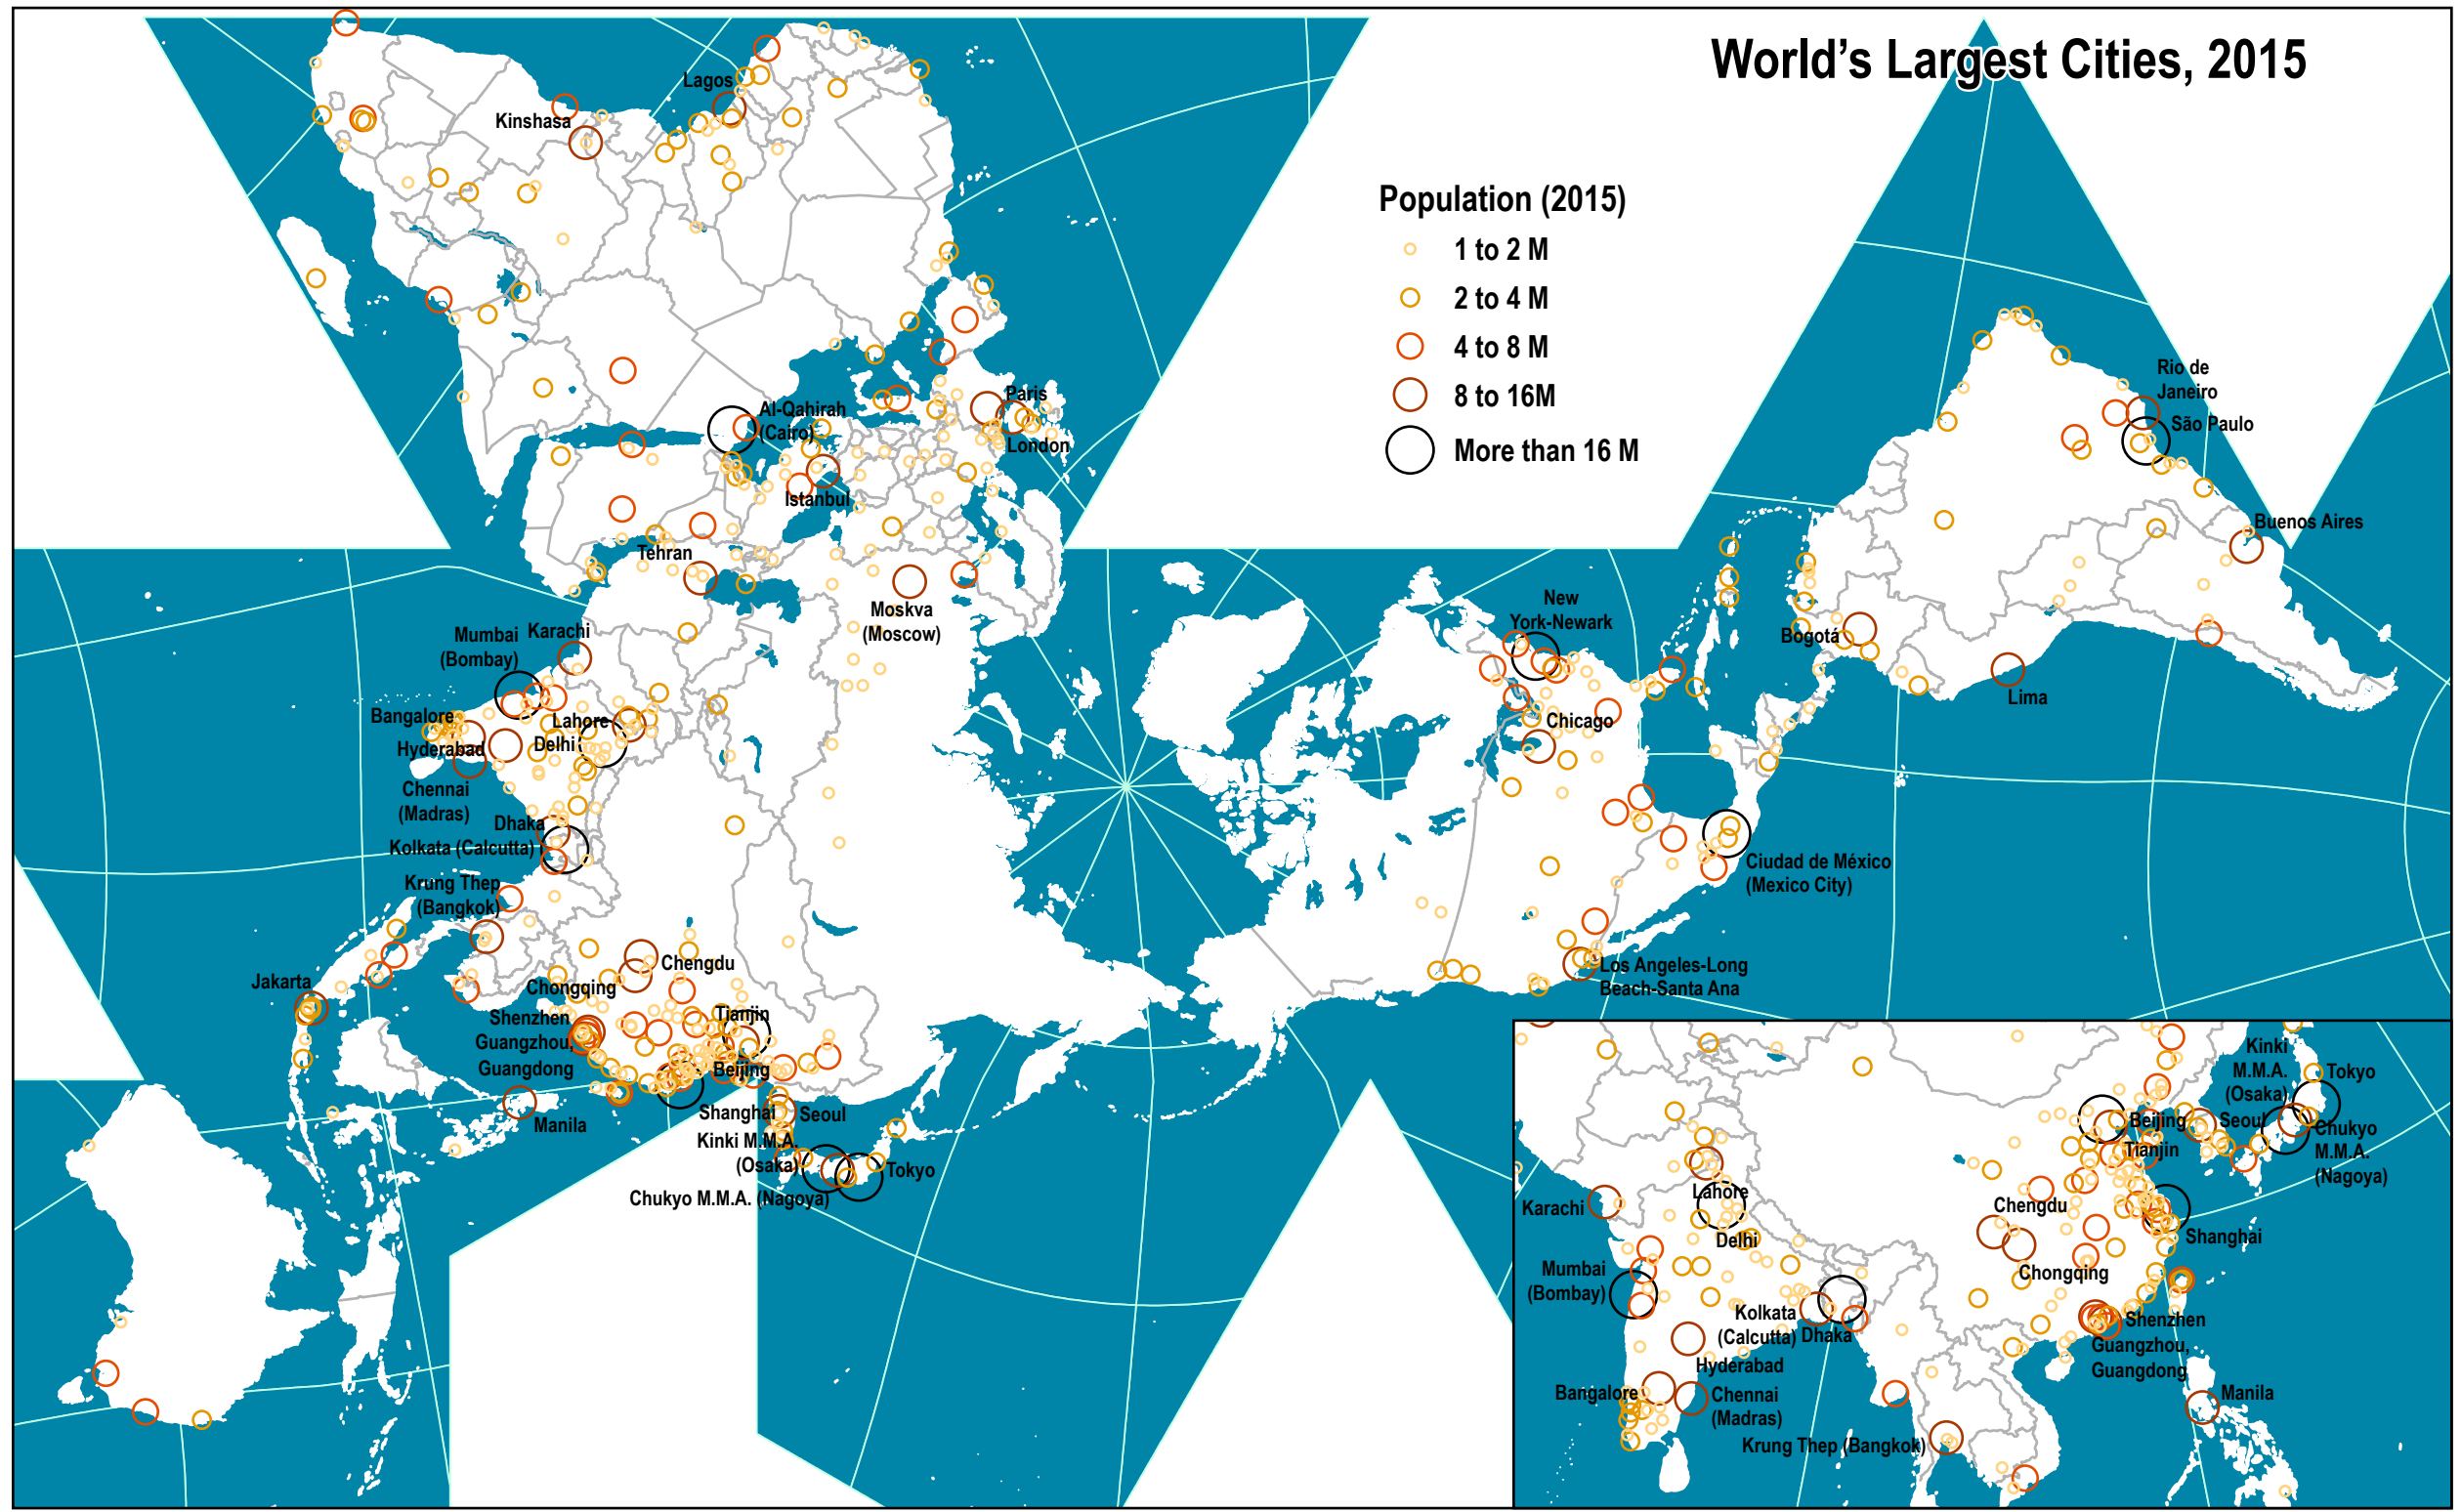 World's Largest Cities, 2015
Population (2015)
1 to 2 M
2 to 4 M
4 to 8 M
8 to 16M
More than 16 M
Lagos
Kinshasa
Al-Qahirah
(Cairo)
Paris
London
Istanbul
Tehran
Moskva
(Moscow)
Mumbai
(Bombay)
Karachi
Bangalore
Lahore
Hyderabad
Delhi
Chennai
(Madras)
Dhaka
Kolkata (Calcutta)
Krung Thep
(Bangkok)
Jakarta
Chengdu
Chongqing
Shenzhen
Guangzhou,
Guangdong
Tianjin
Beijing
Manila
Shanghai
Seoul
Kinki M.M.A.
(Osaka)
Tokyo
Chukyo M.M.A. (Nagoya)
Rio de
Janeiro
São Paulo
Buenos Aires
New
York-Newark
Bogotá
Lima
Chicago
Ciudad de México
(Mexico City)
Los Angeles-Long
Beach-Santa Ana
Kinki
M.M.A.
(Osaka)
Tokyo
Beijing
Seoul
Chukyo
M.M.A.
(Nagoya)
Tianjin
Lahore
Karachi
Chengdu
Delhi
Shanghai
Mumbai
(Bombay)
Chongqing
Kolkata
(Calcutta)
Dhaka
Shenzhen
Guangzhou,
Guangdong
Hyderabad
Bangalore
Chennai
(Madras)
Manila
Krung Thep (Bangkok)